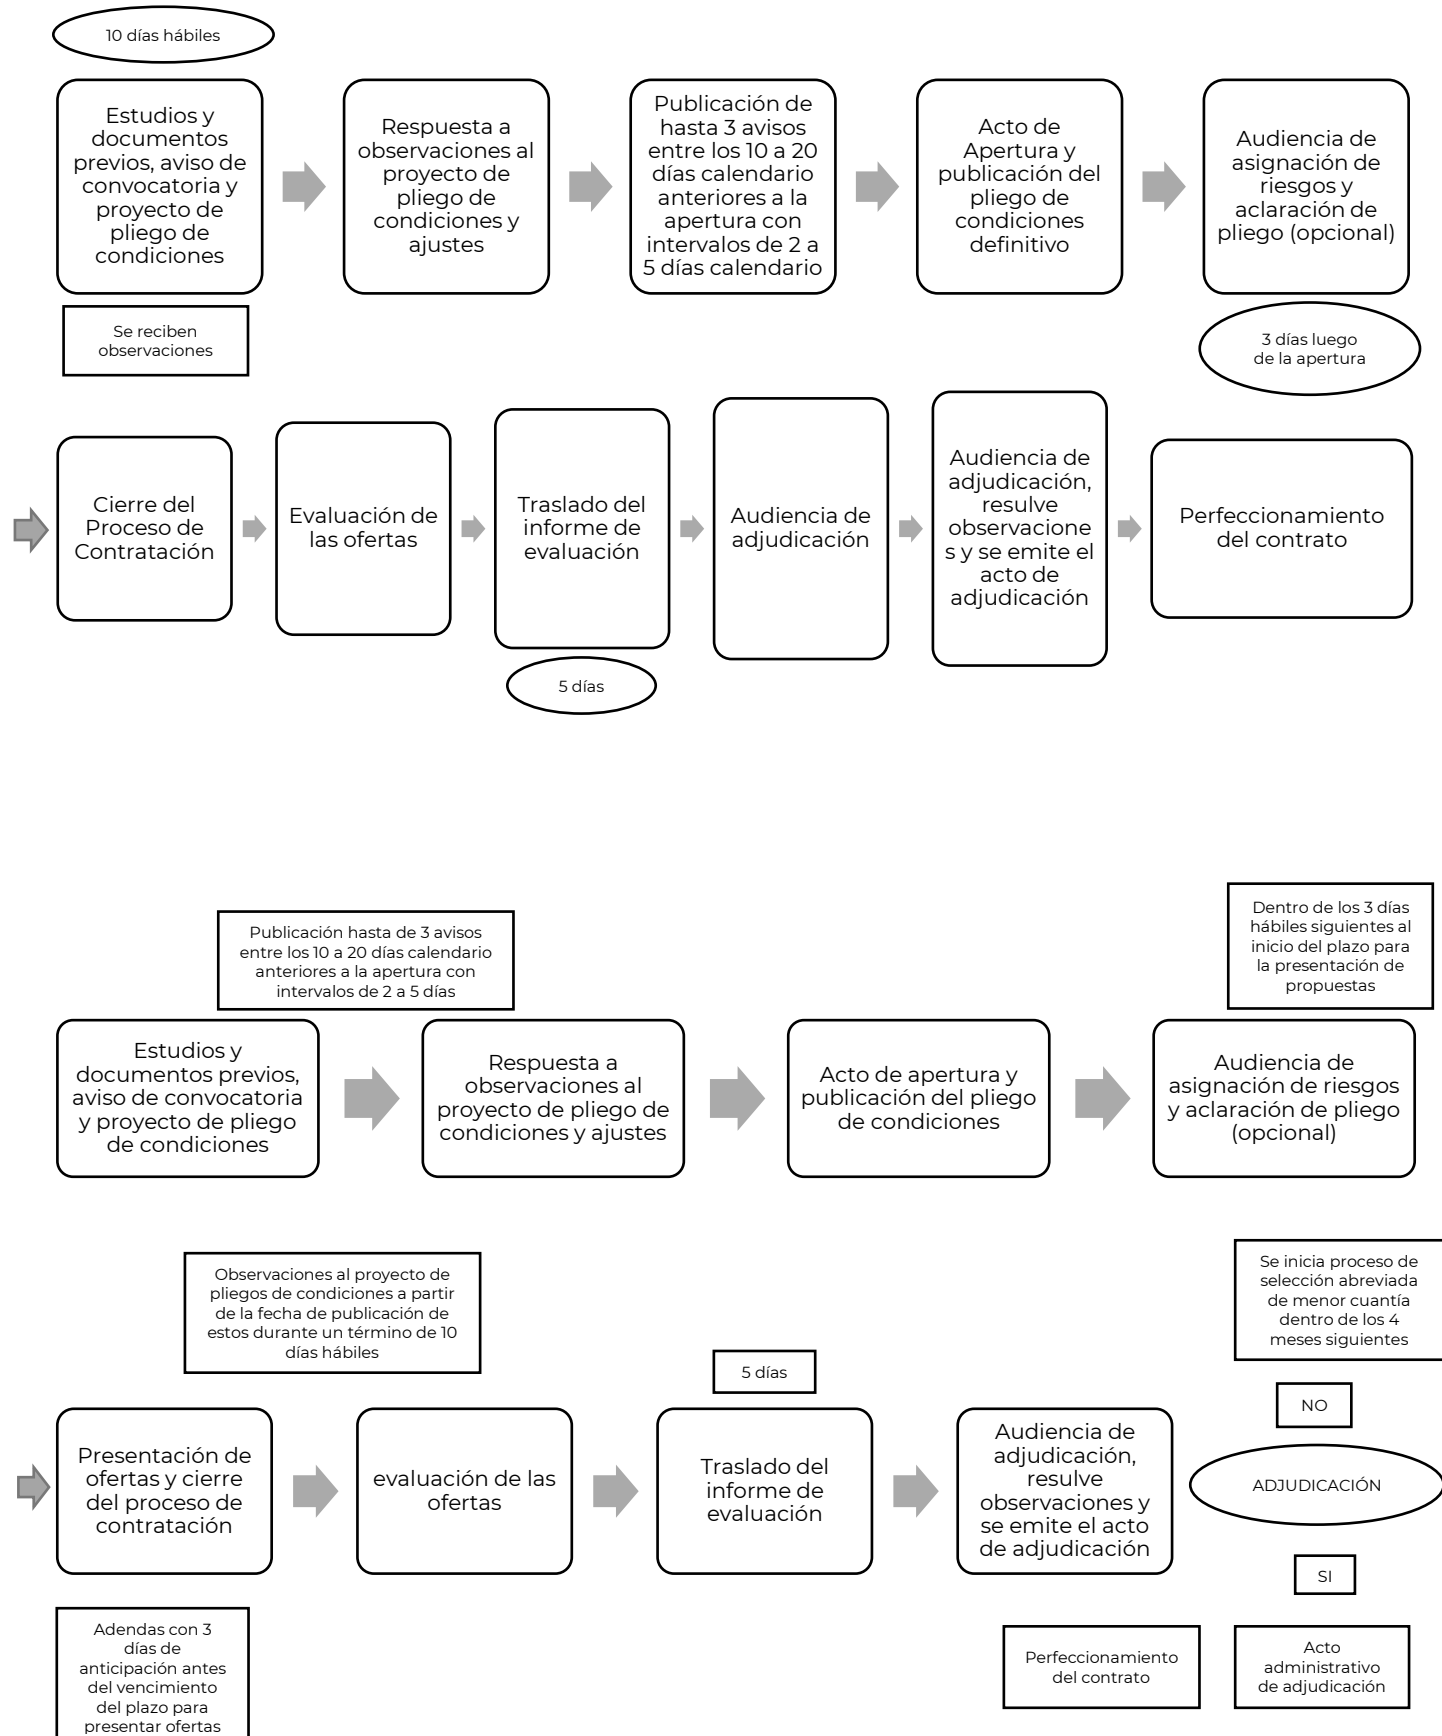 10 días hábiles
Estudios y
documentos
previos, aviso de
convocatoria y
proyecto de
pliego de
condiciones
Respuesta a
observaciones al
proyecto de
pliego de
condiciones y
ajustes
Publicación de
hasta 3 avisos
entre los 10 a 20
días calendario
anteriores a la
apertura con
intervalos de 2 a
5 días calendario
Acto de
Apertura y
publicación del
pliego de
condiciones
definitivo
Audiencia de
asignación de
riesgos y
aclaración de
pliego (opcional)
Se reciben
observaciones
3 días luego
de la apertura
Cierre del
Proceso de
Contratación
Evaluación de
las ofertas
Traslado del
informe de
evaluación
Audiencia de
adjudicación
Audiencia de
adjudicación,
resulve
observacione
s y se emite el
acto de
adjudicación
Perfeccionamiento
del contrato
5 días
Publicación hasta de 3 avisos
entre los 10 a 20 días calendario
anteriores a la apertura con
intervalos de 2 a 5 días
Dentro de los 3 días
hábiles siguientes al
inicio del plazo para
la presentación de
propuestas
Estudios y
documentos previos,
aviso de convocatoria
y proyecto de pliego
de condiciones
Respuesta a
observaciones al
proyecto de pliego de
condiciones y ajustes
Acto de apertura y
publicación del pliego
de condiciones
Audiencia de
asignación de riesgos
y aclaración de pliego
(opcional)
Observaciones al proyecto de
pliegos de condiciones a partir
de la fecha de publicación de
estos durante un término de 10
días hábiles
5 días
Se inicia proceso de
selección abreviada
de menor cuantía
dentro de los 4
meses siguientes
NO
Presentación de
ofertas y cierre
del proceso de
contratación
evaluación de las
ofertas
Traslado del
informe de
evaluación
Audiencia de
adjudicación,
resulve
observaciones y
se emite el acto
de adjudicación
ADJUDICACIÓN
SI
Adendas con 3
días de
anticipación antes
del vencimiento
del plazo para
presentar ofertas
Perfeccionamiento
del contrato
Acto
administrativo
de adjudicación